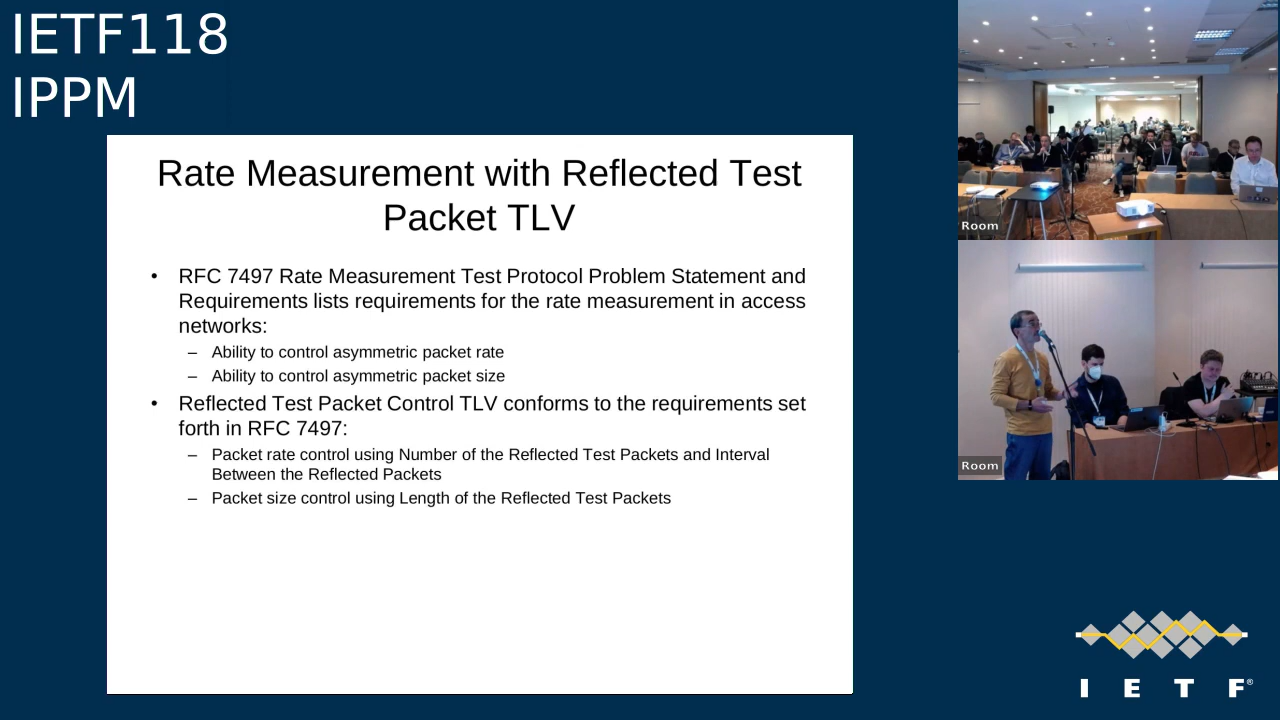 IETF118
IPPM
Rate Measurement with Reflected Test
Packet TLV
• RFC 7497 Rate Measurement Test Protocol Problem Statement and
Requirements lists requirements for the rate measurement in access
networks:
– Ability to control asymmetric packet rate
– Ability to control asymmetric packet size
• Reflected Test Packet Control TLV conforms to the requirements set
forth in RFC 7497:
– Packet rate control using Number of the Reflected Test Packets and Interval
Between the Reflected Packets
– Packet size control using Length of the Reflected Test Packets
Room
Room
I E T F®